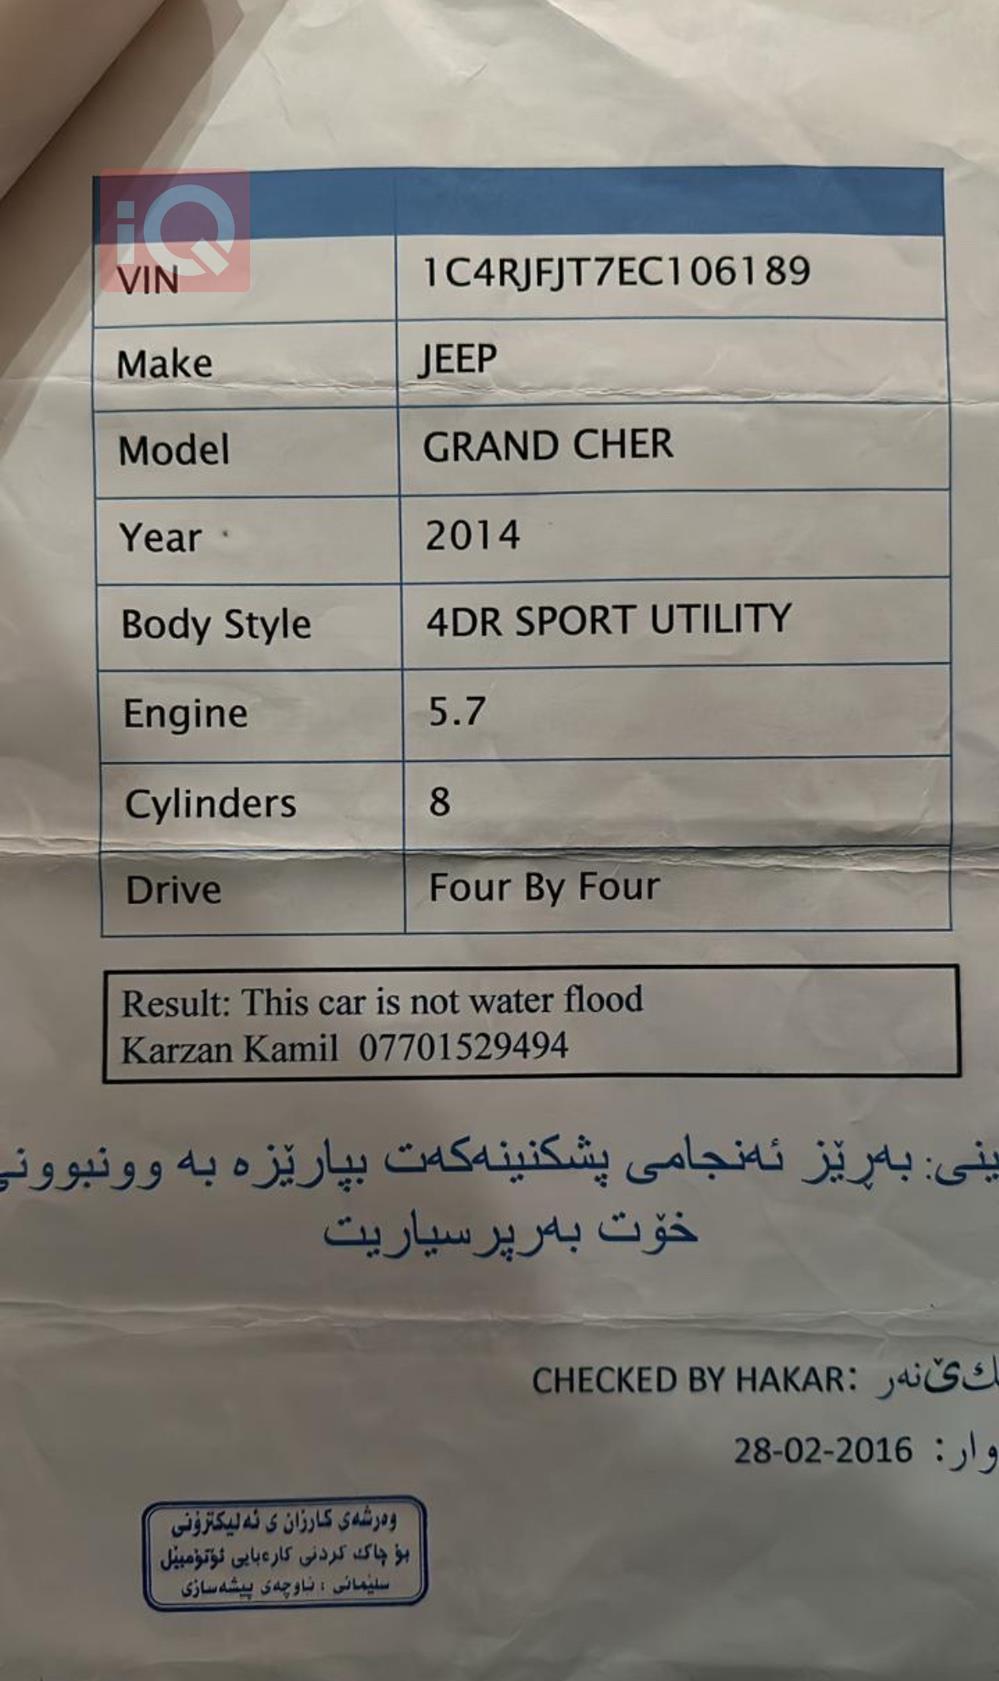 iQ
VIN 1C4RJFJT7EC106189
Make JEEP
Model GRAND CHER
Year 2014
Body Style 4DR SPORT UTILITY
Engine 5.7
Cylinders 8
Drive Four By Four
Result: This car is not water flood
Karzan Kamil 07701529494
ینی: بەڕێز ئەنجامی پشکنینەکەت بپارێزە بە وونبوونی
خۆت بەرپرسیاریت
CHECKED BY HAKAR:
28-02-2016 :وار
وەرشەی کارزان ی ئەلیکترۆنی
بۆ چاک کردنی کارەبایی ئۆتۆمبێل
سلێمانی : ناوچەی پیشەسازی